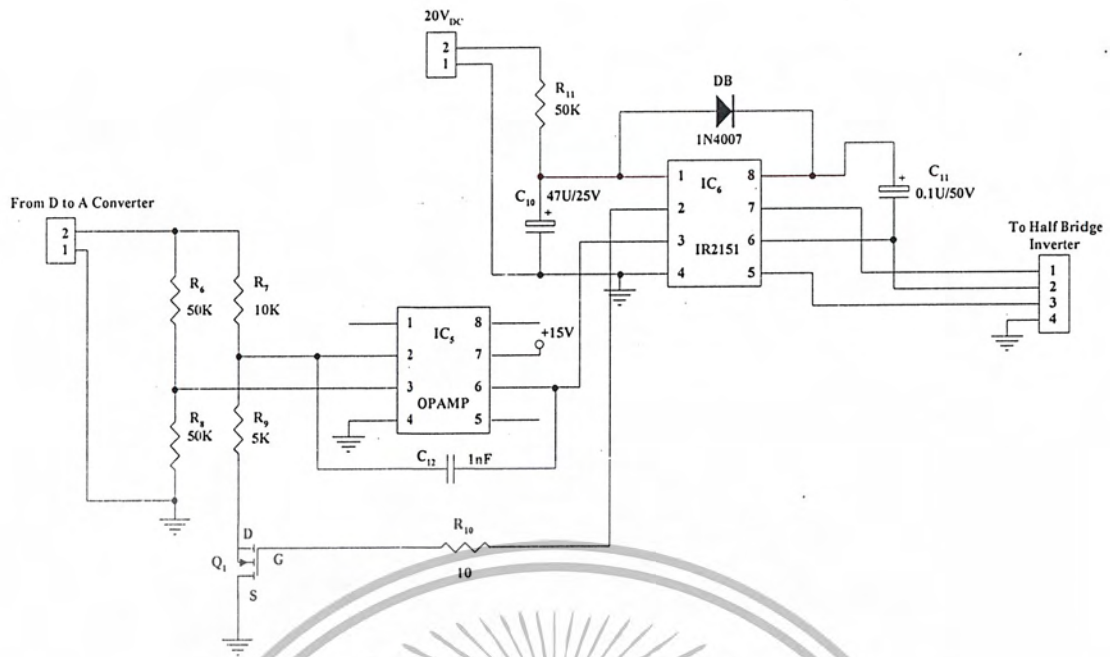 20V_DC
2
1
R₁₁
50K
DB
1N4007
C₁₀ 47U/25V
+
1
2
3
4
IC₆
IR2151
8
7
6
5
+
C₁₁
0.1U/50V
To Half Bridge
Inverter
1
2
3
4
From D to A Converter
2
1
R₆
50K
R₇
10K
R₈
50K
R₉
5K
1
2
3
4
IC₅
OPAMP
8
7
6
5
+15V
C₁₂ 1nF
R₁₀
10
Q₁
D
G
S